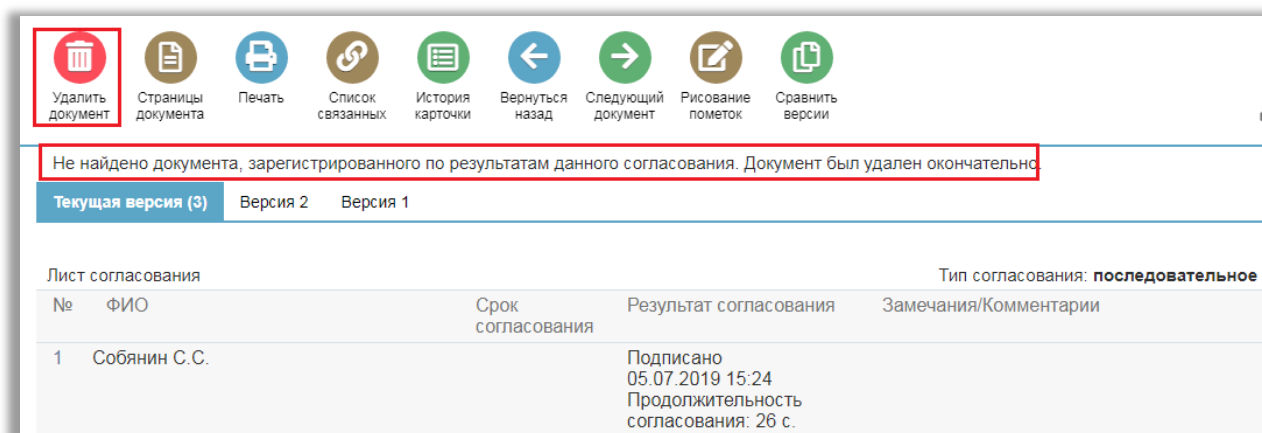 Удалить документ
Страницы документа
Печать
Список связанных
История карточки
Вернуться назад
Следующий документ
Рисование пометок
Сравнить версии
Не найдено документа, зарегистрированного по результатам данного согласования. Документ был удален окончательно.
Текущая версия (3) Версия 2 Версия 1
Лист согласования Тип согласования: последовательное
№ ФИО Срок согласования Результат согласования Замечания/Комментарии
1 Собянин С.С. Подписано
05.07.2019 15:24
Продолжительность
согласования: 26 с.